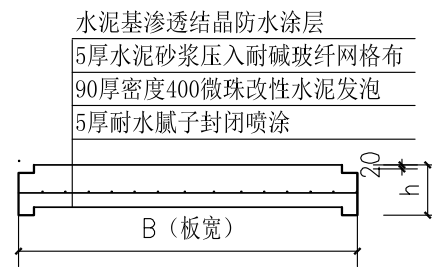 水泥基渗透结晶防水涂层
5厚水泥砂浆压入耐碱玻纤网格布
90厚密度400微珠改性水泥发泡
5厚耐水腻子封闭喷涂
20
h
B（板宽）